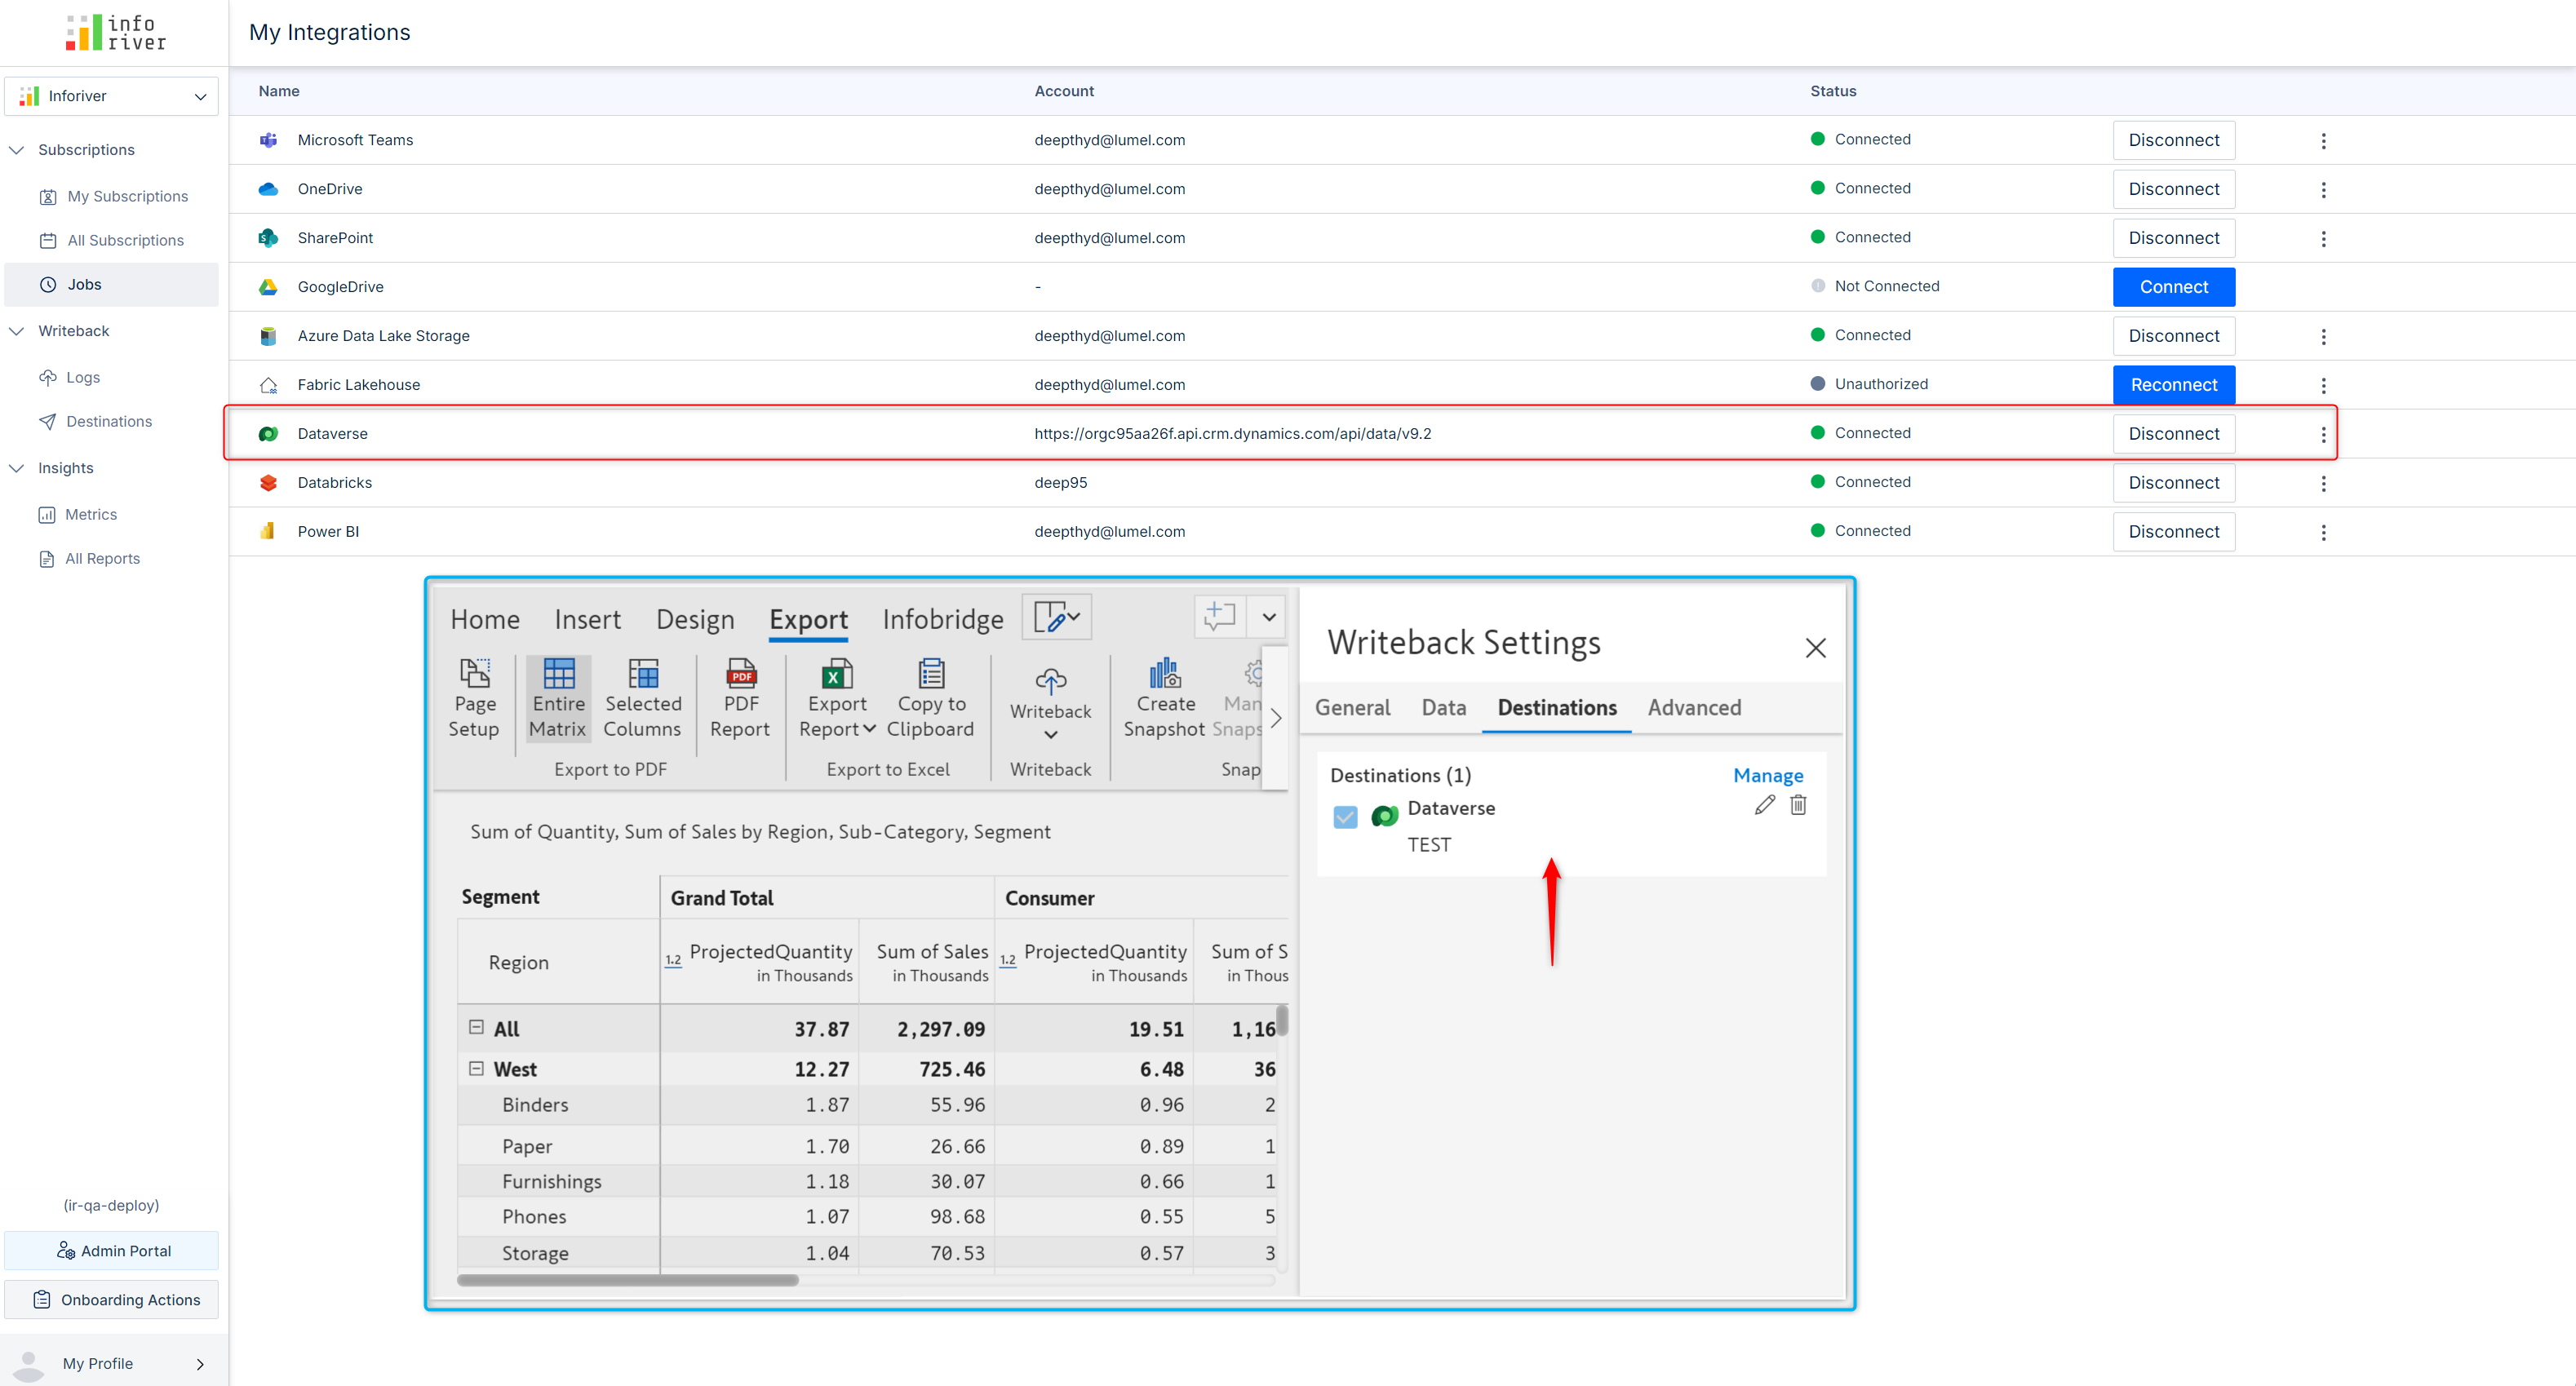 info
river
My Integrations
Inforiver
Subscriptions
My Subscriptions
All Subscriptions
Jobs
Writeback
Logs
Destinations
Insights
Metrics
All Reports
(ir-qa-deploy)
Admin Portal
Onboarding Actions
My Profile
Name Account Status
Microsoft Teams deepthyd@lumel.com Connected Disconnect
OneDrive deepthyd@lumel.com Connected Disconnect
SharePoint deepthyd@lumel.com Connected Disconnect
GoogleDrive - Not Connected Connect
Azure Data Lake Storage deepthyd@lumel.com Connected Disconnect
Fabric Lakehouse deepthyd@lumel.com Unauthorized Reconnect
Dataverse https://orgc95aa26f.api.crm.dynamics.com/api/data/v9.2 Connected Disconnect
Databricks deep95 Connected Disconnect
Power BI deepthyd@lumel.com Connected Disconnect
Home Insert Design Export Infobridge
Page Setup
Entire Matrix
Selected Columns
PDF
PDF Report
Export Report
Copy to Clipboard
Writeback
Create Snapshot
Man
Snaps
Export to PDF Export to Excel Writeback Snap
Sum of Quantity, Sum of Sales by Region, Sub-Category, Segment
Segment Grand Total Consumer
Region 1.2 ProjectedQuantity Sum of Sales 1.2 ProjectedQuantity Sum of S
in Thousands in Thousands in Thousands in Thous
All 37.87 2,297.09 19.51 1,16
West 12.27 725.46 6.48 36
Binders 1.87 55.96 0.96 2
Paper 1.70 26.66 0.89 1
Furnishings 1.18 30.07 0.66 1
Phones 1.07 98.68 0.55 5
Storage 1.04 70.53 0.57 3
Writeback Settings
General Data Destinations Advanced
Destinations (1) Manage
Dataverse
TEST